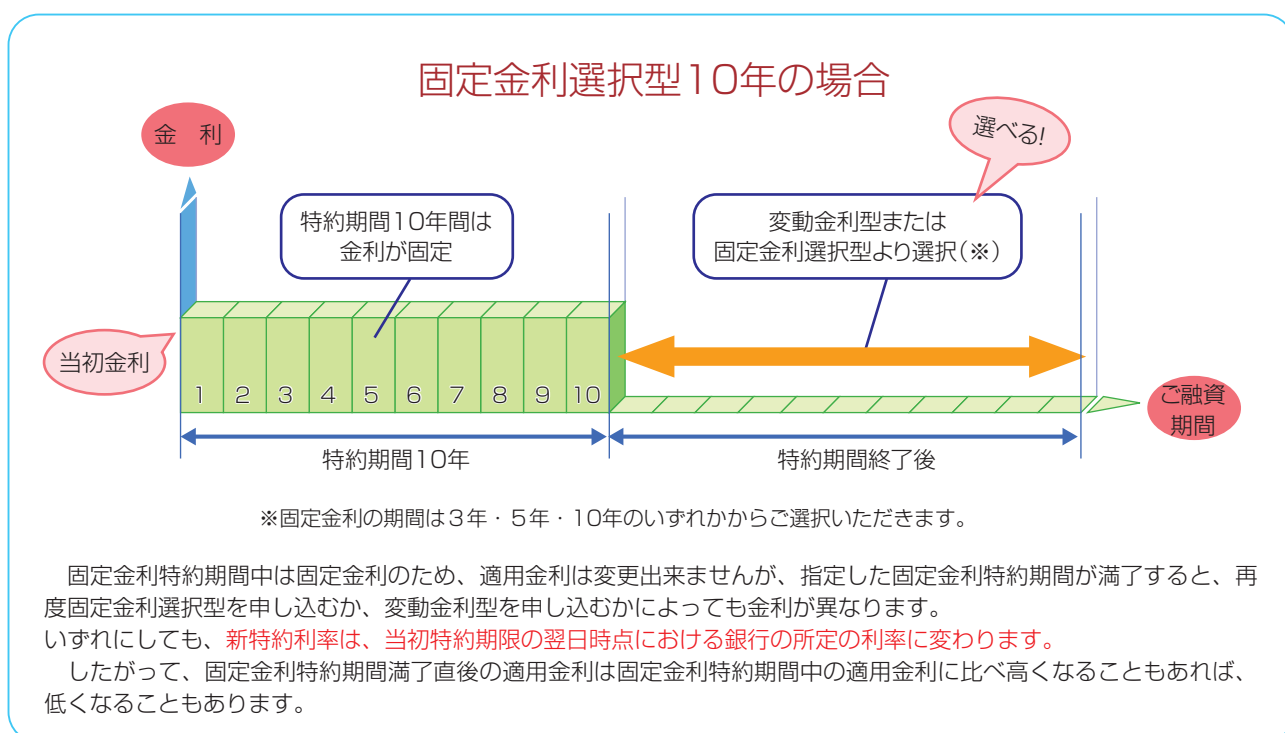 固定金利選択型10年の場合
金　利
選べる!
特約期間10年間は
金利が固定
変動金利型または
固定金利選択型より選択(※)
当初金利
1 2 3 4 5 6 7 8 9 10
ご融資
期間
特約期間10年
特約期間終了後
※固定金利の期間は3年・5年・10年のいずれかからご選択いただきます。
　固定金利特約期間中は固定金利のため、適用金利は変更出来ませんが、指定した固定金利特約期間が満了すると、再
度固定金利選択型を申し込むか、変動金利型を申し込むかによっても金利が異なります。
いずれにしても、新特約利率は、当初特約期限の翌日時点における銀行の所定の利率に変わります。
　したがって、固定金利特約期間満了直後の適用金利は固定金利特約期間中の適用金利に比べ高くなることもあれば、
低くなることもあります。